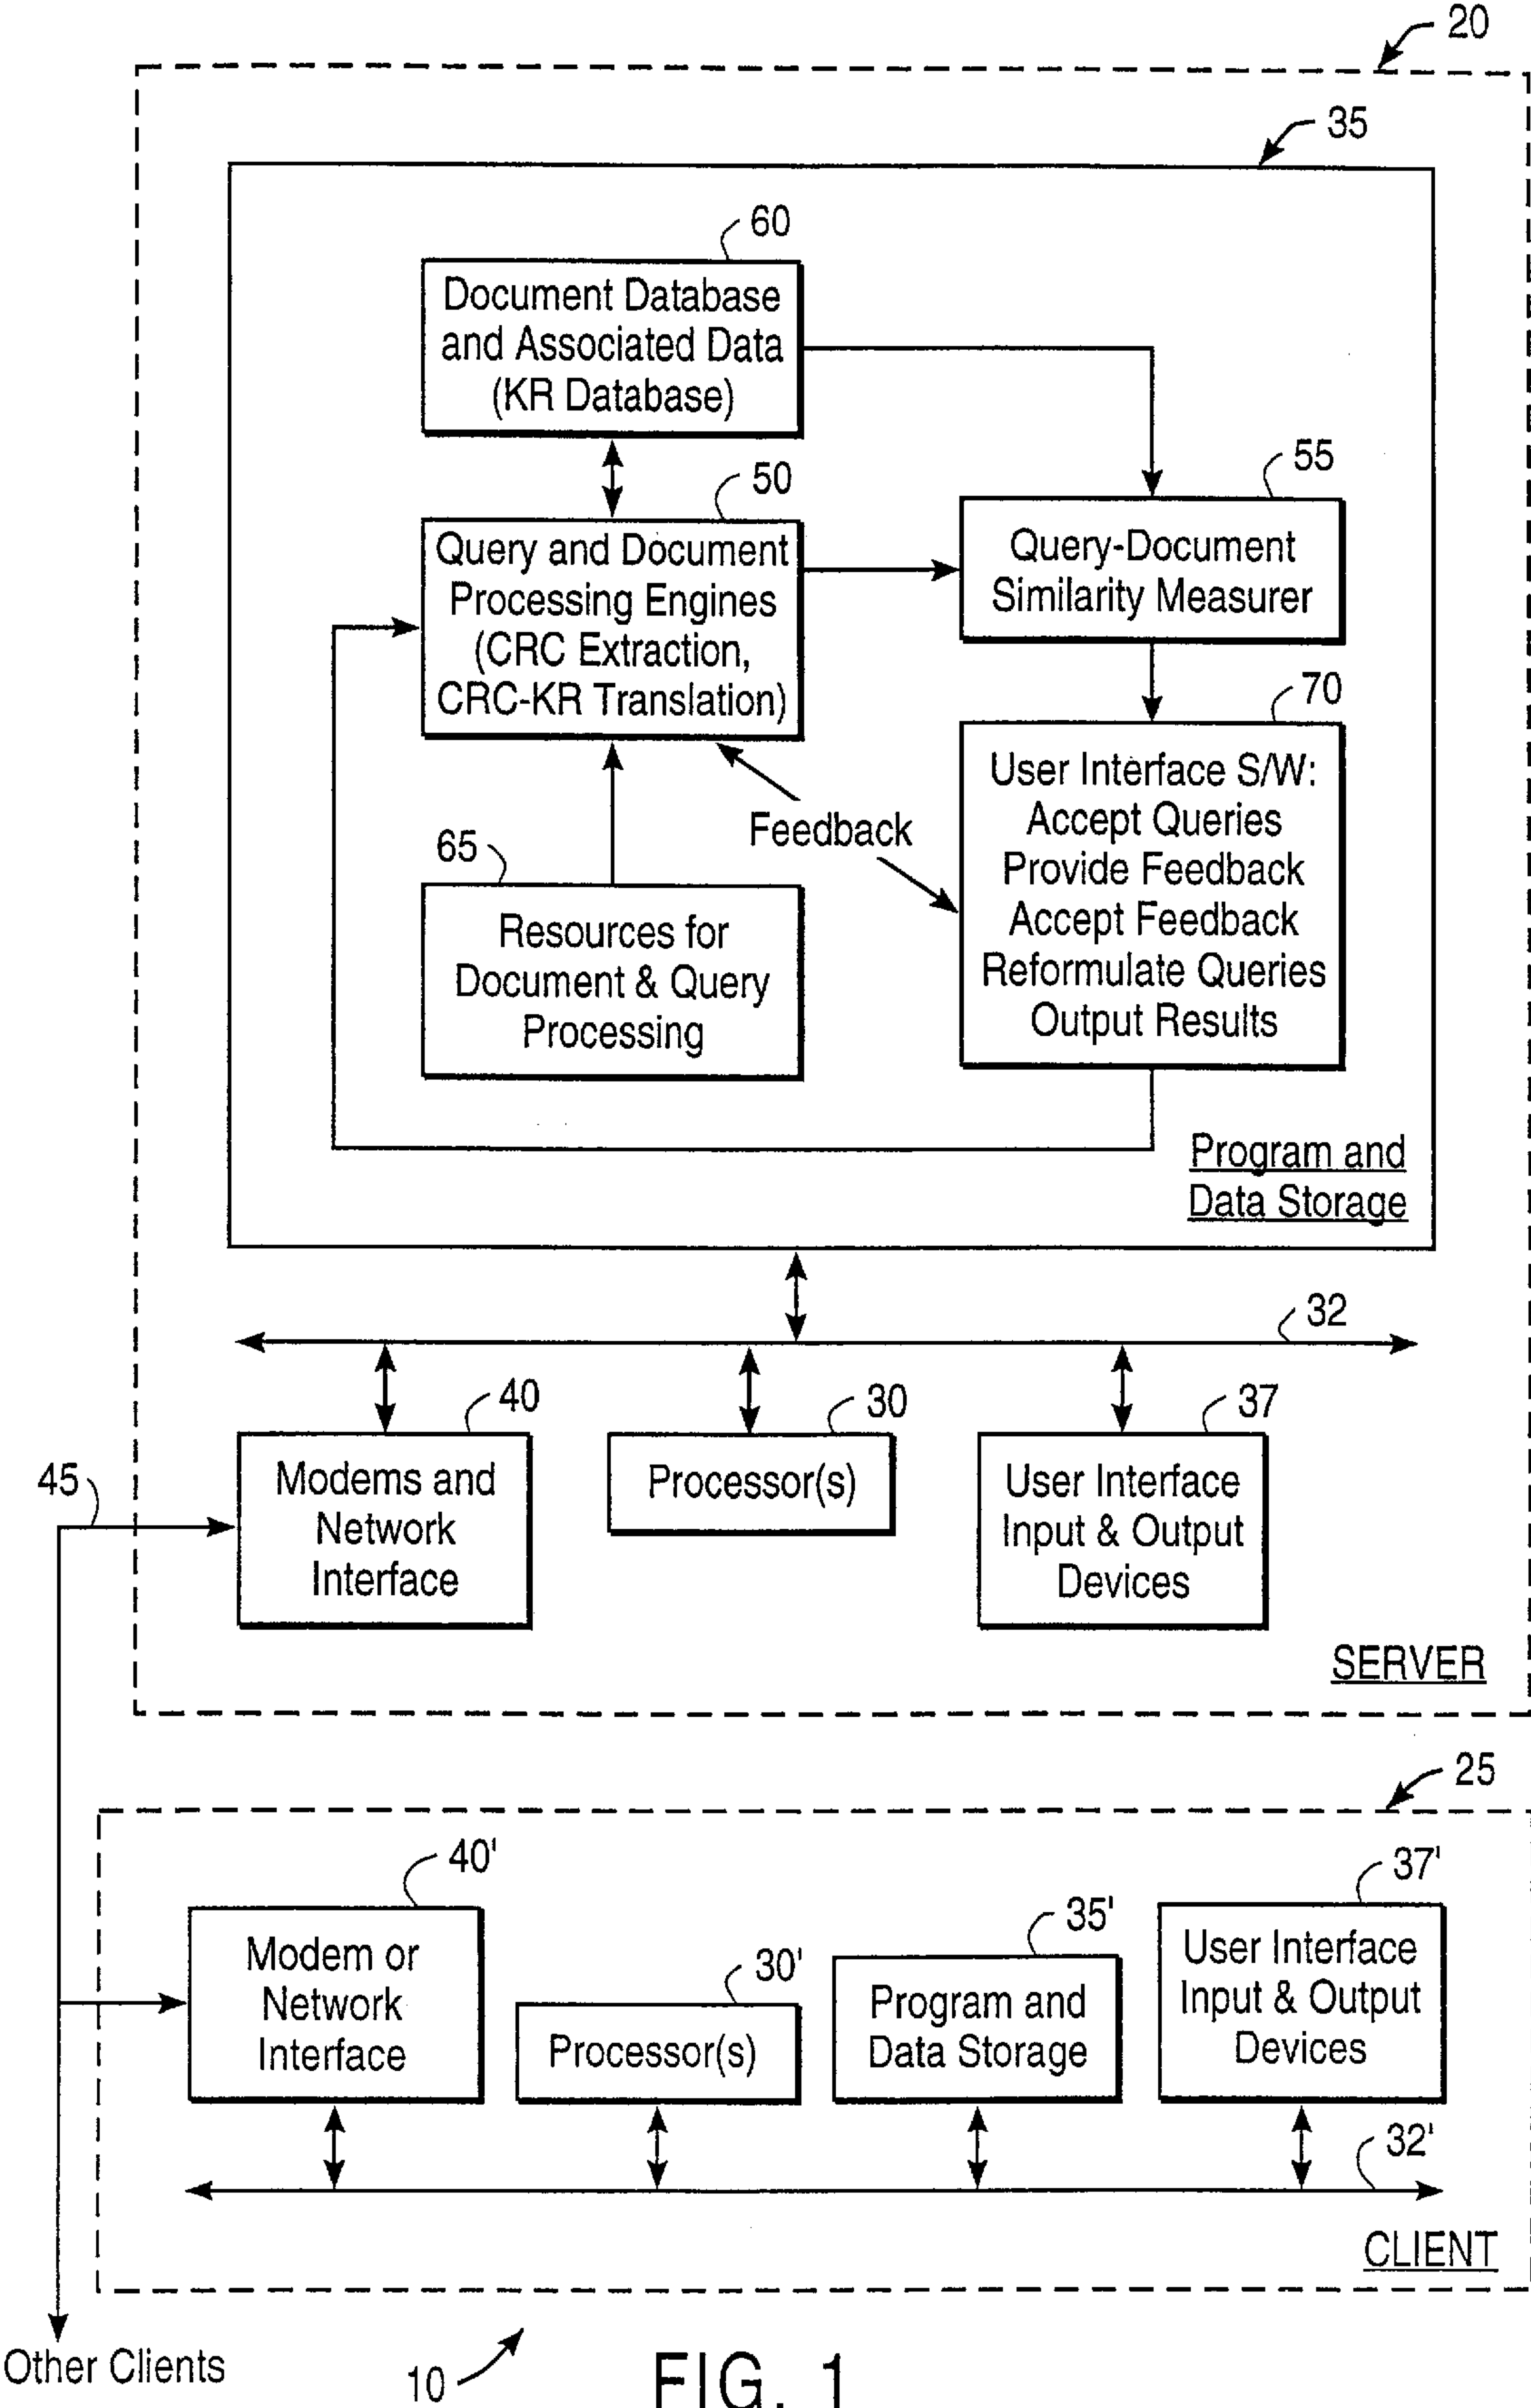 20
35
60
Document Database
and Associated Data
(KR Database)
50
Query and Document
Processing Engines
(CRC Extraction,
CRC-KR Translation)
55
Query-Document
Similarity Measurer
70
User Interface S/W:
Accept Queries
Provide Feedback
Accept Feedback
Reformulate Queries
Output Results
Feedback
65
Resources for
Document & Query
Processing
Program and
Data Storage
32
40
Modems and
Network
Interface
30
Processor(s)
37
User Interface
Input & Output
Devices
45
SERVER
25
40'
Modem or
Network
Interface
30'
Processor(s)
35'
Program and
Data Storage
37'
User Interface
Input & Output
Devices
32'
CLIENT
Other Clients
10
FIG. 1